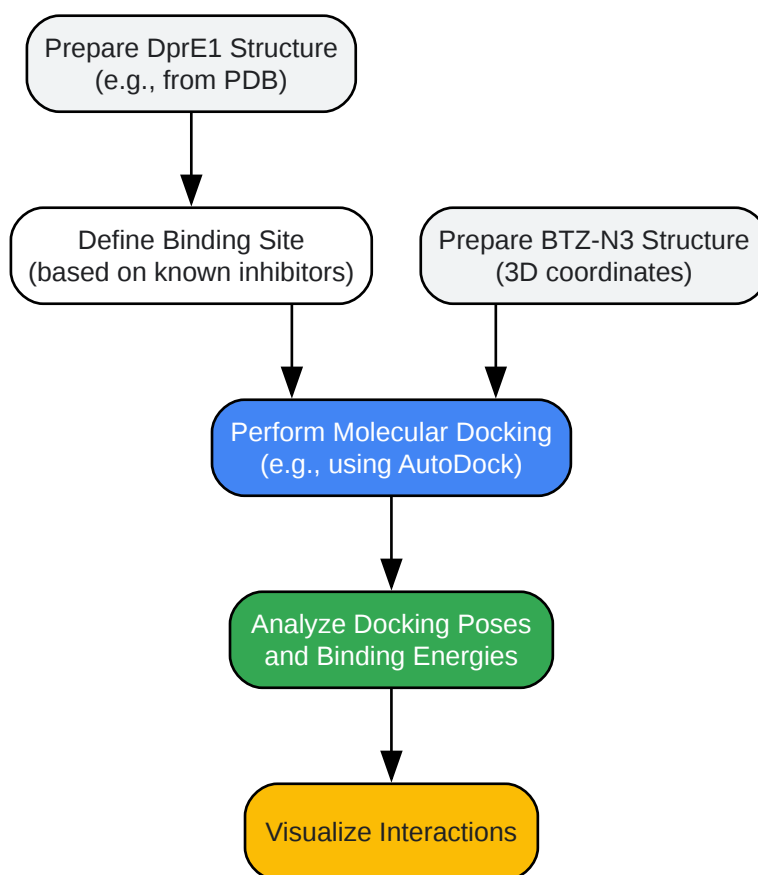 Prepare DprE1 Structure
(e.g., from PDB)
Define Binding Site
(based on known inhibitors)
Prepare BTZ-N3 Structure
(3D coordinates)
Perform Molecular Docking
(e.g., using AutoDock)
Analyze Docking Poses
and Binding Energies
Visualize Interactions